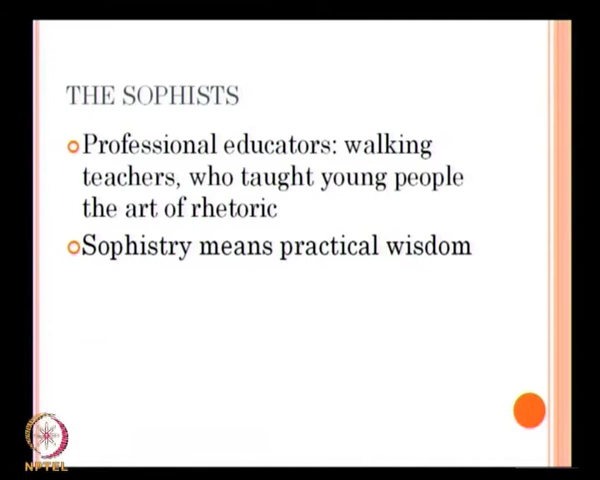 THE SOPHISTS
Professional educators: walking
teachers, who taught young people
the art of rhetoric
Sophistry means practical wisdom
NPTEL